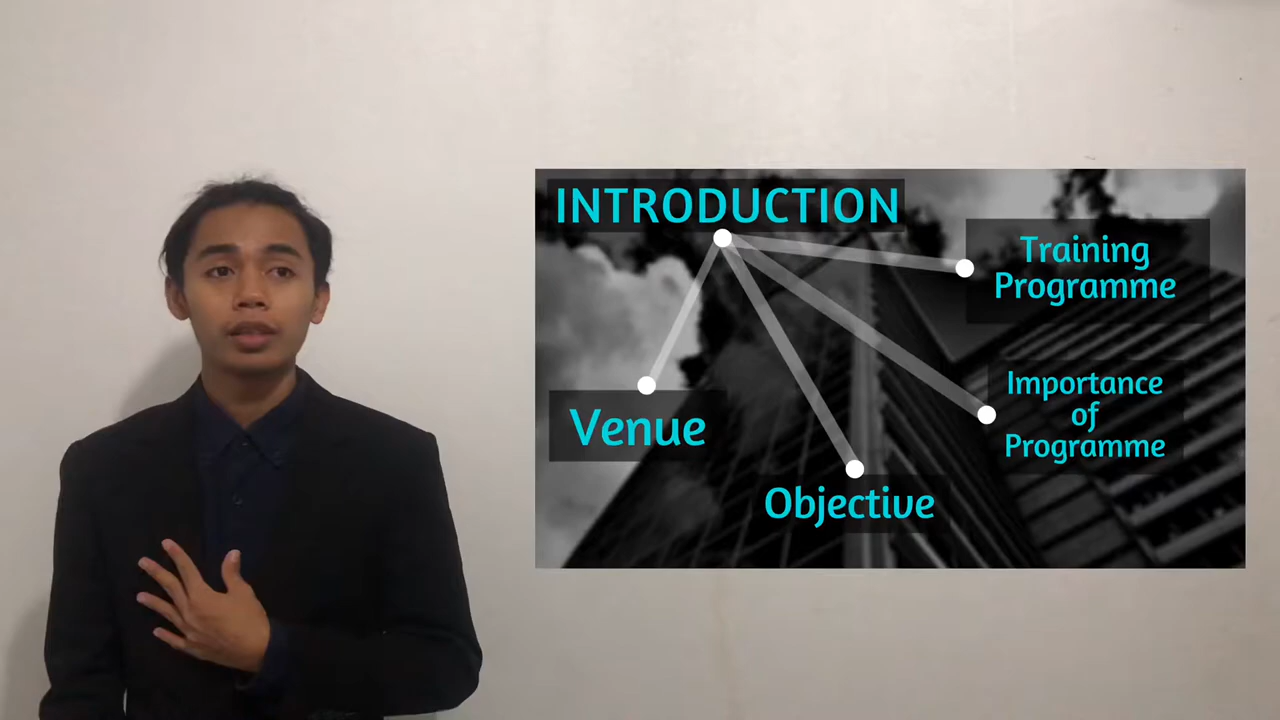 INTRODUCTION
Training
Programme
Importance
of
Programme
Venue
Objective